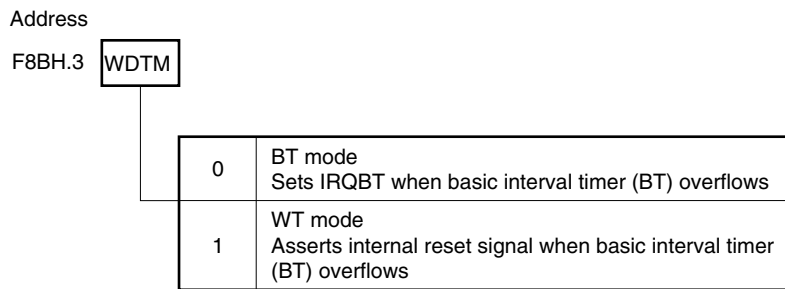 Address
F8BH.3 WDTM
0 BT mode
Sets IRQBT when basic interval timer (BT) overflows
1 WT mode
Asserts internal reset signal when basic interval timer
(BT) overflows